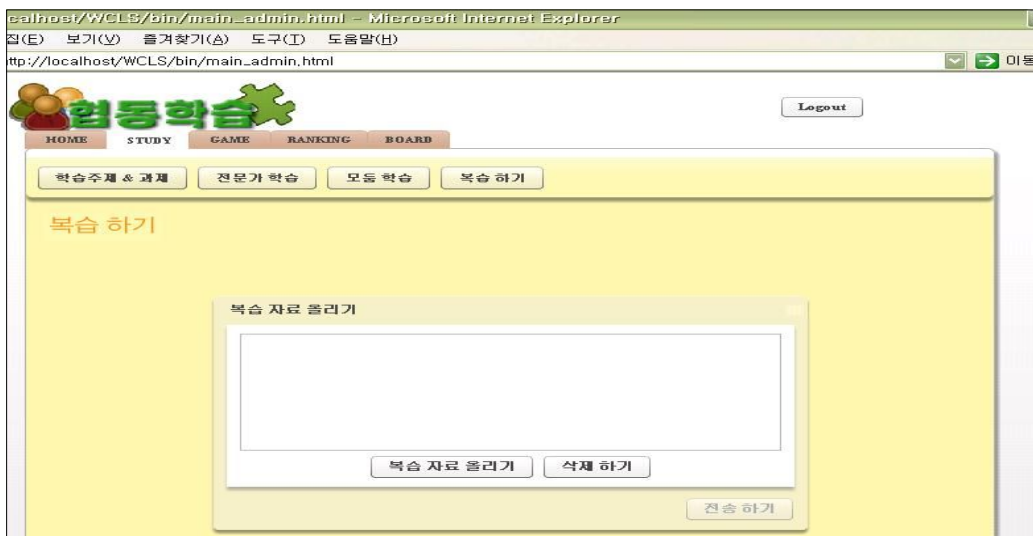 calhost/WCLS/bin/main_admin.html - Microsoft Internet Explorer
집(E) 보기(V) 즐겨찾기(A) 도구(T) 도움말(H)
ttp://localhost/WCLS/bin/main_admin.html 이동
협동학습
Logout
HOME STUDY GAME RANKING BOARD
학습주제 & 과제 전문가 학습 모둠 학습 복습 하기
복습 하기
복습 자료 올리기
복습 자료 올리기 삭제 하기
전송 하기